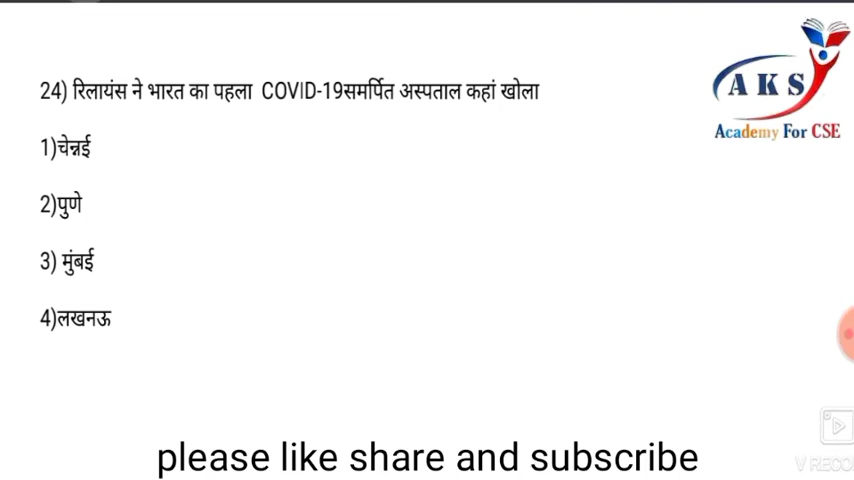 24) रिलायंस ने भारत का पहला COVID-19समर्पित अस्पताल कहां खोला
1)चेन्नई
2)पुणे
3) मुंबई
4)लखनऊ
A K S
Academy For CSE
please like share and subscribe